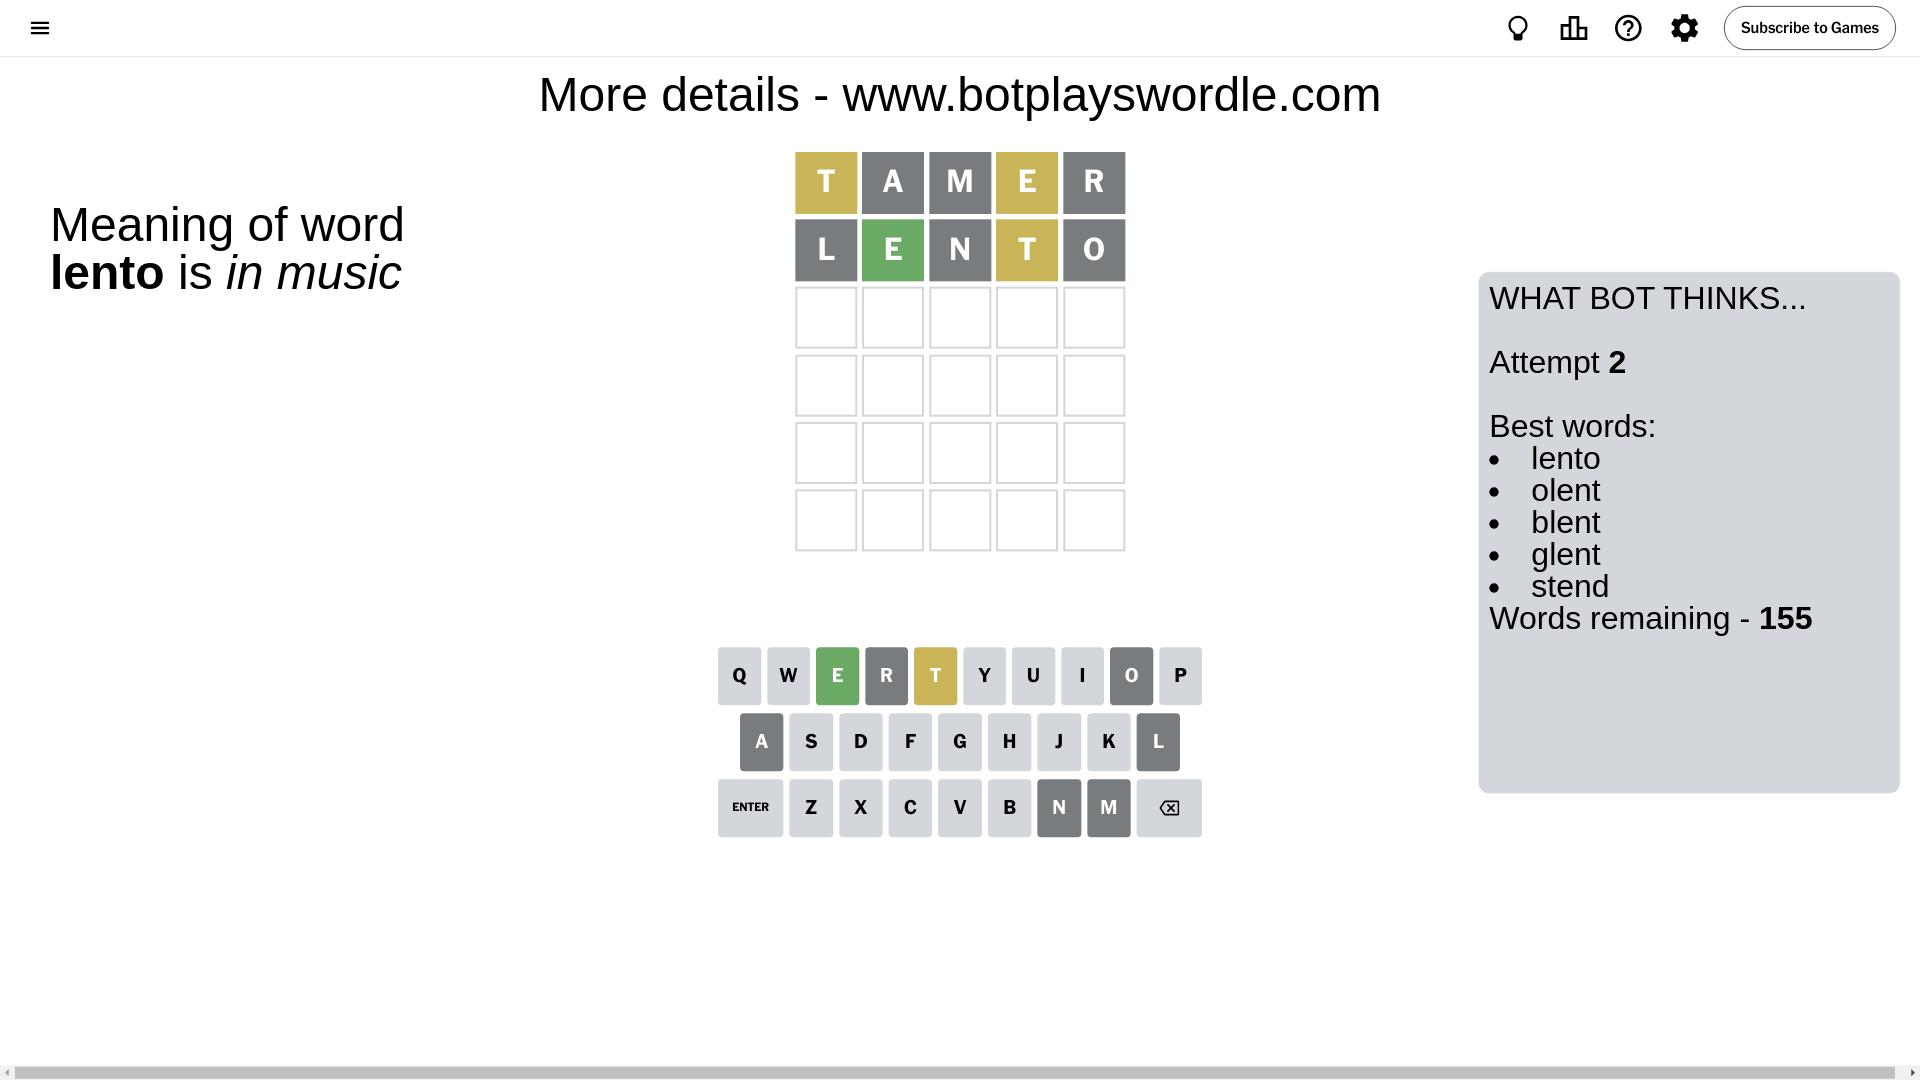 Subscribe to Games
More details - www.botplayswordle.com
Meaning of word
lento is in music
T A M E R
L E N T O
WHAT BOT THINKS...
Attempt 2
Best words:
• lento
• olent
• blent
• glent
• stend
Words remaining - 155
Q W E R T Y U I O P
A S D F G H J K L
ENTER Z X C V B N M